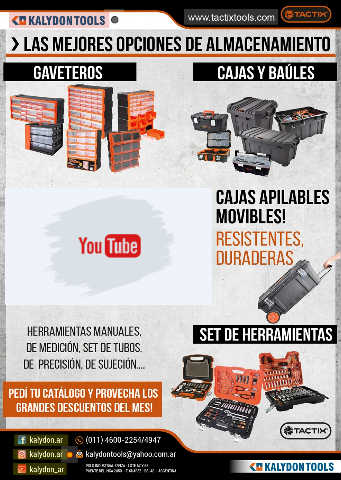 KALYDON TOOLS
www.tactixtools.com
TACTIX
LAS MEJORES OPCIONES DE ALMACENAMIENTO
GAVETEROS
CAJAS Y BAÚLES
CAJAS APILABLES
MOVIBLES!
RESISTENTES,
DURADERAS
YouTube
HERRAMIENTAS MANUALES,
DE MEDICIÓN, SET DE TUBOS,
DE PRECISIÓN, DE SUJECIÓN....
SET DE HERRAMIENTAS
PEDÍ TU CATÁLOGO Y PROVECHA LOS
GRANDES DESCUENTOS DEL MES!
TACTIX
kalydon.ar
(011) 4600-2254/4947
kalydon.ar
kalydontools@yahoo.com.ar
kalydon_ar
ARGENTINA
KALYDON TOOLS